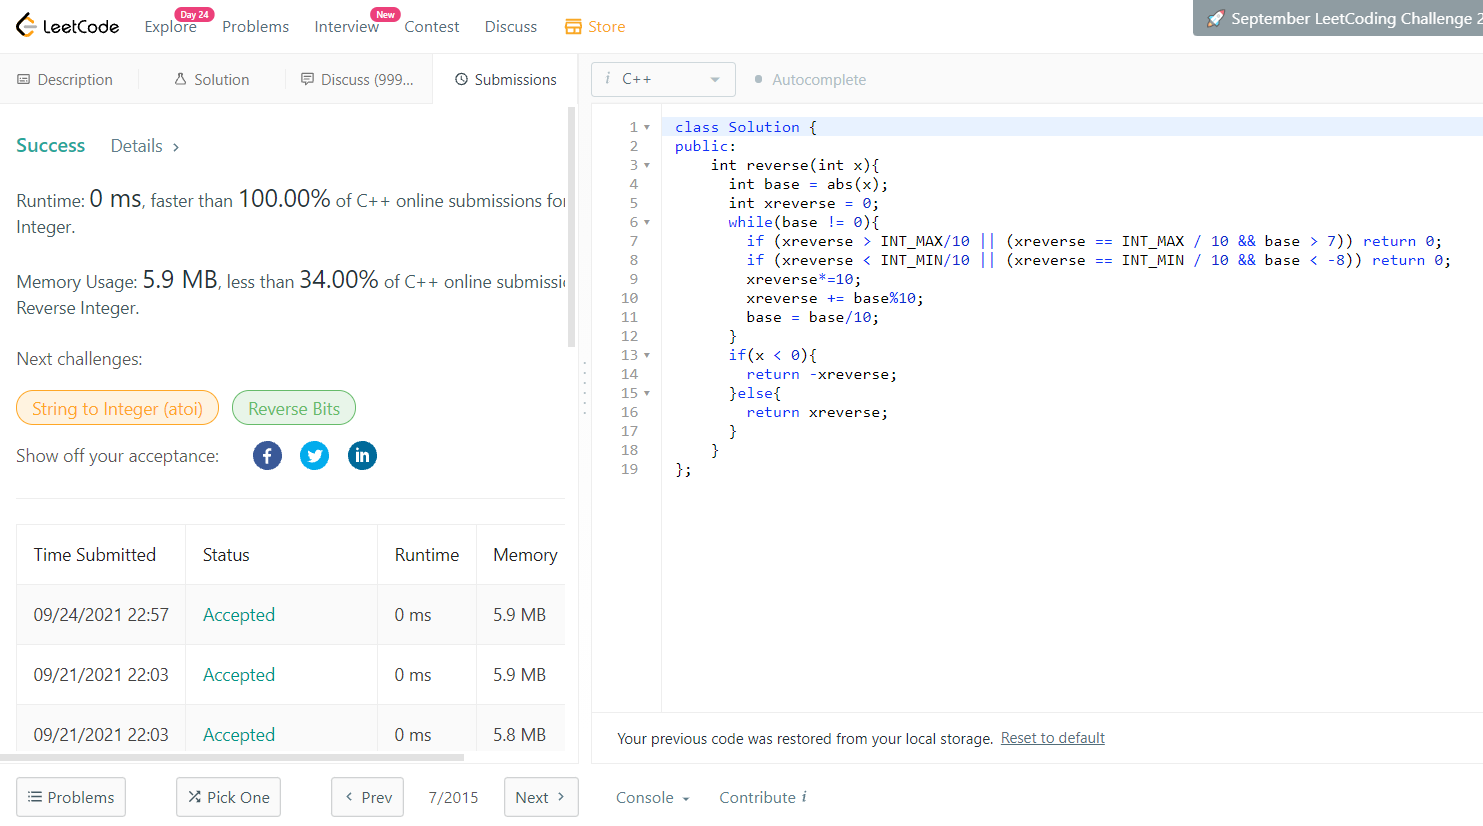 LeetCode
Explore
Day 24
Problems
Interview
New
Contest
Discuss
Store
September LeetCoding Challenge 2
Description
Solution
Discuss (999...
Submissions
i C++
Autocomplete
Success
Details >
Runtime: 0 ms, faster than 100.00% of C++ online submissions for
Integer.
Memory Usage: 5.9 MB, less than 34.00% of C++ online submissi
Reverse Integer.
Next challenges:
String to Integer (atoi)
Reverse Bits
Show off your acceptance:
Time Submitted Status Runtime Memory
09/24/2021 22:57 Accepted 0 ms 5.9 MB
09/21/2021 22:03 Accepted 0 ms 5.9 MB
09/21/2021 22:03 Accepted 0 ms 5.8 MB
1 class Solution {
2 public:
3 int reverse(int x){
4 int base = abs(x);
5 int xreverse = 0;
6 while(base != 0){
7 if (xreverse > INT_MAX/10 || (xreverse == INT_MAX / 10 && base > 7)) return 0;
8 if (xreverse < INT_MIN/10 || (xreverse == INT_MIN / 10 && base < -8)) return 0;
9 xreverse*=10;
10 xreverse += base%10;
11 base = base/10;
12 }
13 if(x < 0){
14 return -xreverse;
15 }else{
16 return xreverse;
17 }
18 }
19 };
Your previous code was restored from your local storage. Reset to default
Problems
Pick One
< Prev
7/2015
Next >
Console
Contribute i